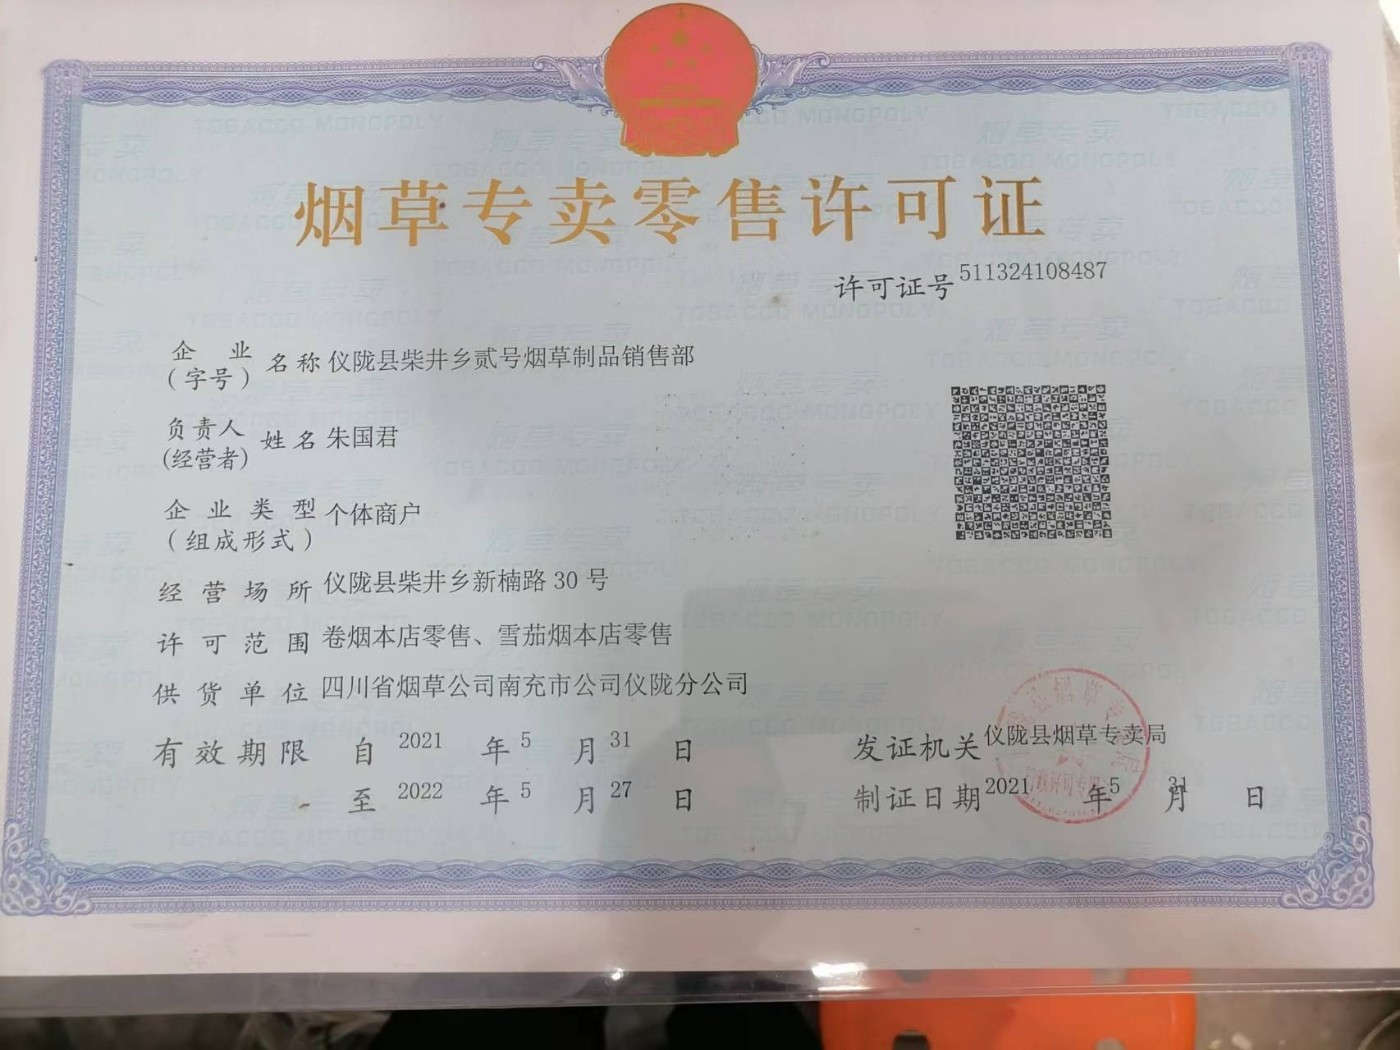 烟草专卖零售许可证
许可证号 511324108487
企业(字号)名称 仪陇县柴井乡贰号烟草制品销售部
负责人(经营者)姓名 朱国君
企业类型(组成形式) 个体商户
经营场所 仪陇县柴井乡新楠路 30 号
许可范围 卷烟本店零售、雪茄烟本店零售
供货单位 四川省烟草公司南充市公司仪陇分公司
有效期限 自 2021 年 5 月 31 日
至 2022 年 5 月 27 日
发证机关 仪陇县烟草专卖局
制证日期 2021 年 5 月 31 日
烟草专卖
TOBACCO MONOPOLY